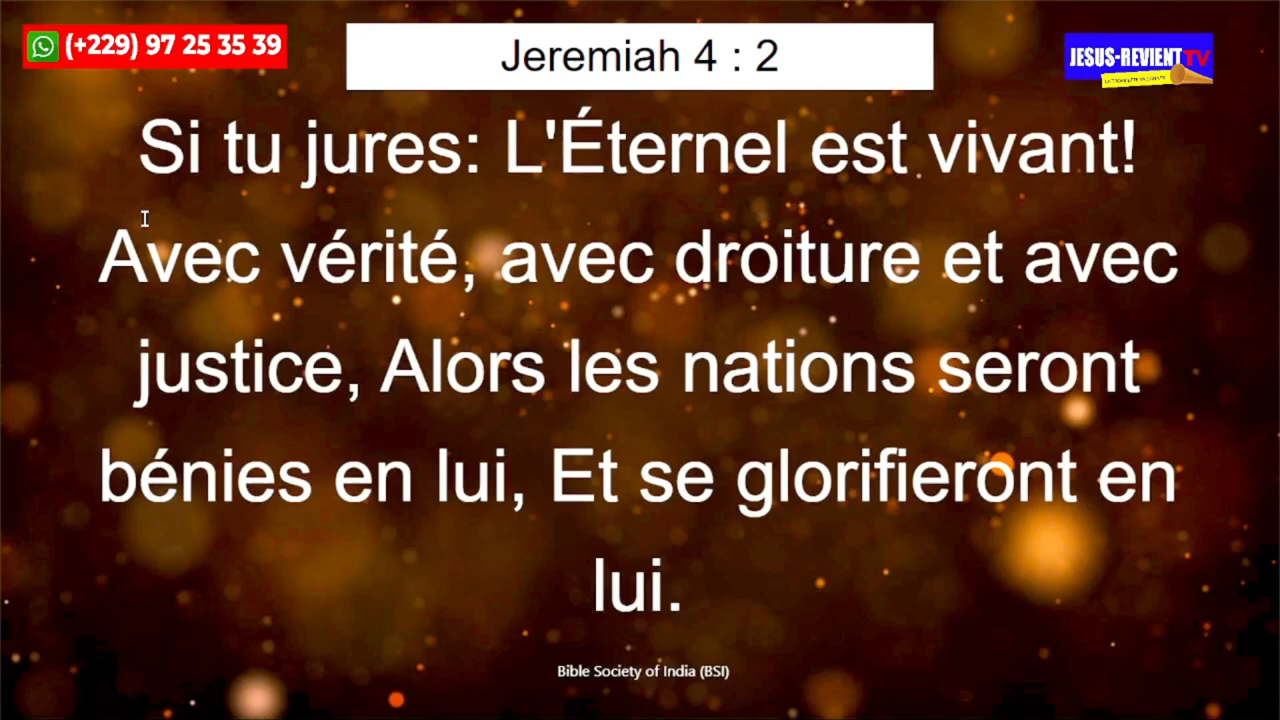 (+229) 97 25 35 39
Jeremiah 4 : 2
JESUS-REVIENT TV
Si tu jures: L'Éternel est vivant!
Avec vérité, avec droiture et avec
justice, Alors les nations seront
bénies en lui, Et se glorifieront en
lui.
Bible Society of India (BSI)